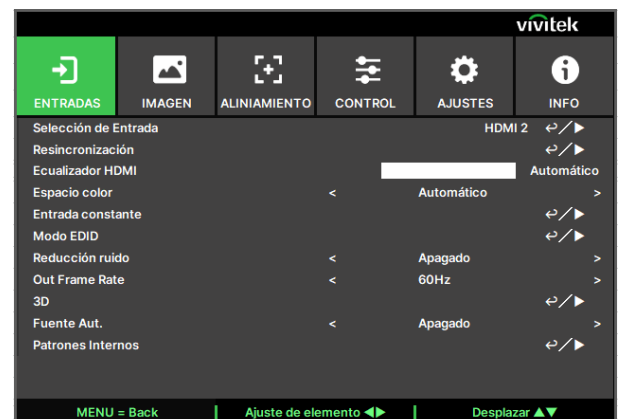 vivitek
ENTRADAS IMAGEN ALINIAMIENTO CONTROL AJUSTES INFO
Selección de Entrada HDMI 2 ↩/▶
Resincronización ↩/▶
Ecualizador HDMI Automático
Espacio color < Automático >
Entrada constante ↩/▶
Modo EDID ↩/▶
Reducción ruido < Apagado >
Out Frame Rate < 60Hz >
3D ↩/▶
Fuente Aut. < Apagado >
Patrones Internos ↩/▶
MENU = Back Ajuste de elemento ◀▶ Desplazar ▲▼